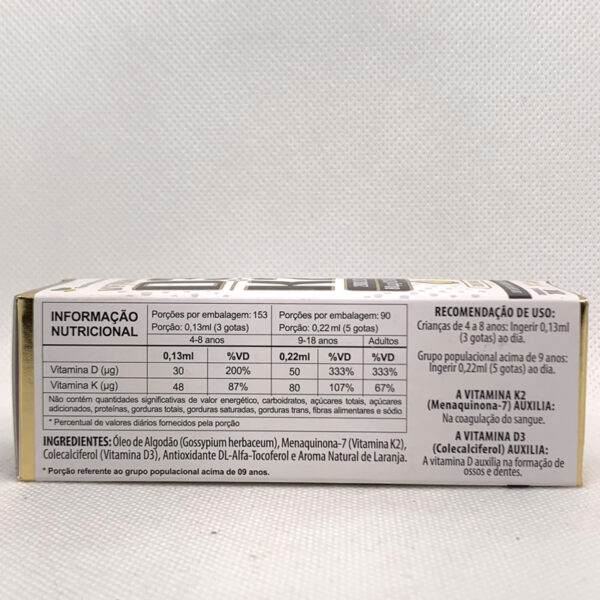 INFORMAÇÃO NUTRICIONAL
Porções por embalagem: 153
Porção: 0,13ml (3 gotas)
Porções por embalagem: 90
Porção: 0,22 ml (5 gotas)
4-8 anos 9-18 anos Adultos
0,13ml %VD 0,22ml %VD %VD
Vitamina D (µg) 30 200% 50 333% 333%
Vitamina K (µg) 48 87% 80 107% 67%
Não contém quantidades significativas de valor energético, carboidratos, açúcares totais, açúcares
adicionados, proteínas, gorduras totais, gorduras saturadas, gorduras trans, fibras alimentares e sódio
* Percentual de valores diários fornecidos pela porção
INGREDIENTES: Óleo de Algodão (Gossypium herbaceum), Menaquinona-7 (Vitamina K2),
Colecalciferol (Vitamina D3), Antioxidante DL-Alfa-Tocoferol e Aroma Natural de Laranja.
* Porção referente ao grupo populacional acima de 09 anos.
RECOMENDAÇÃO DE USO:
Crianças de 4 a 8 anos: Ingerir 0,13ml
(3 gotas) ao dia.
Grupo populacional acima de 9 anos:
Ingerir 0,22ml (5 gotas) ao dia.
A VITAMINA K2
(Menaquinona-7) AUXILIA:
Na coagulação do sangue.
A VITAMINA D3
(Colecalciferol) AUXILIA:
A vitamina D auxilia na formação de
ossos e dentes.